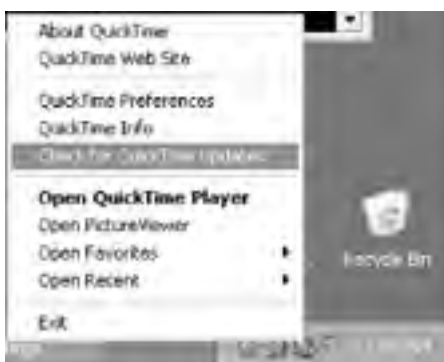 About QuickTime
QuickTime Web Site
QuickTime Preferences
QuickTime Info
Check for QuickTime Updates
Open QuickTime Player
Open PictureViewer
Open Favorites
Open Recent
Exit
Recycle Bin